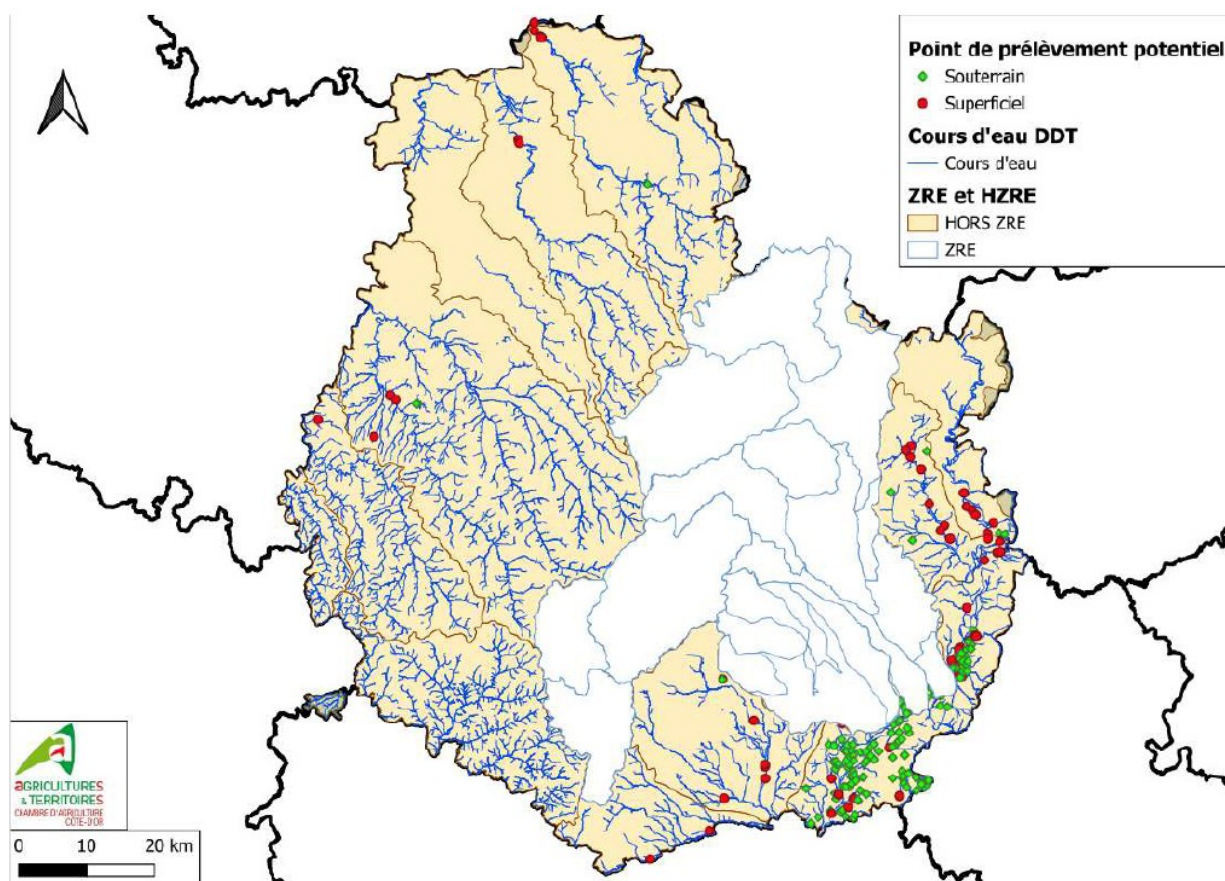 Point de prélèvement potentiel
Souterrain
Superficiel
Cours d'eau DDT
Cours d'eau
ZRE et HZRE
HORS ZRE
ZRE
AGRICULTURES
& TERRITOIRES
CHAMBRE D'AGRICULTURE
CÔTE-D'OR
0 10 20 km